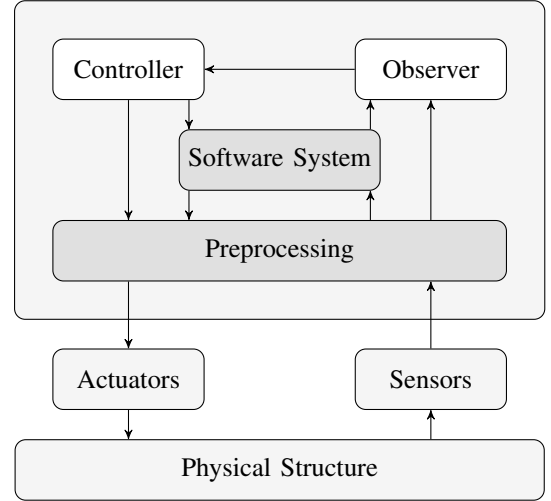 Controller
Observer
Software System
Preprocessing
Actuators
Sensors
Physical Structure